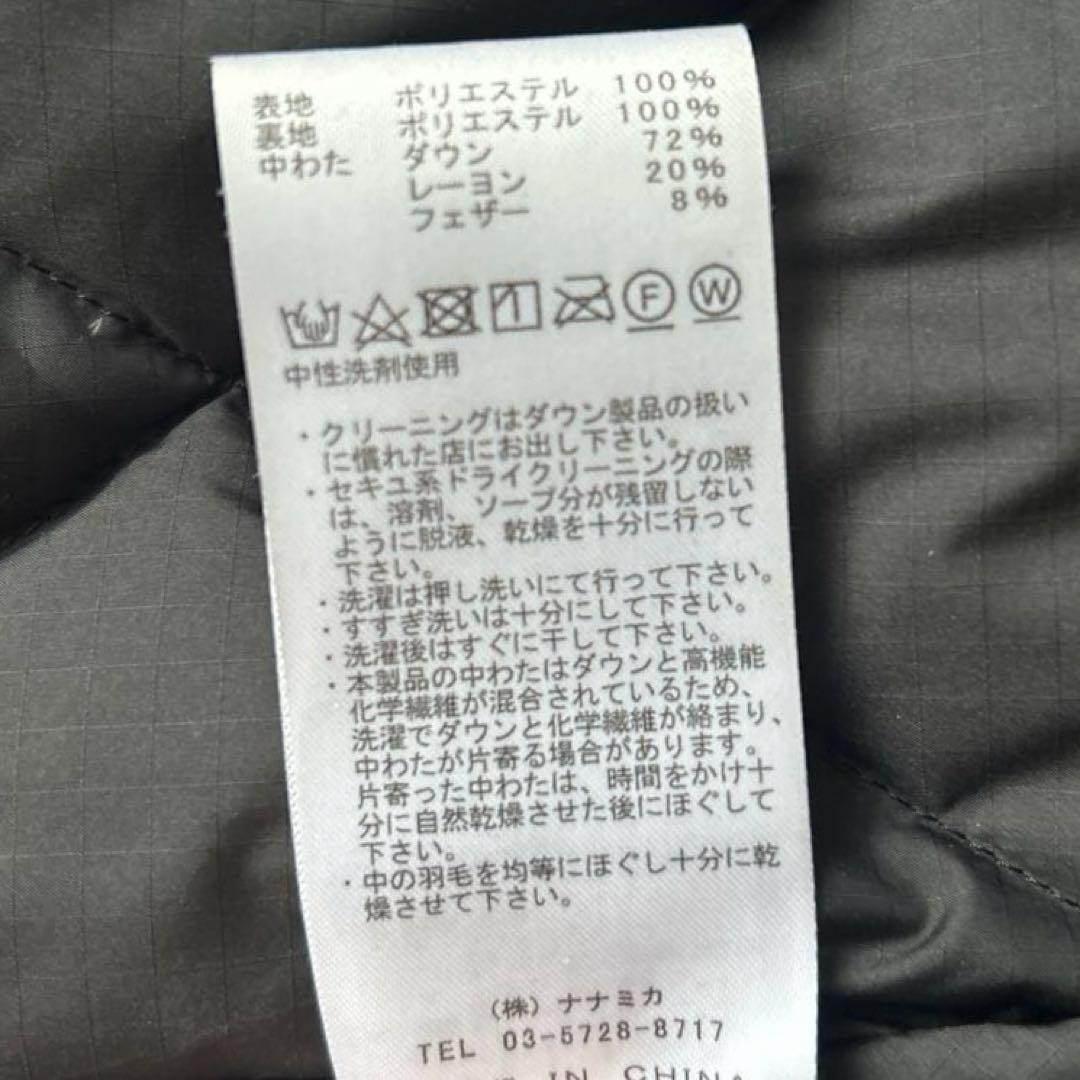 表地 ポリエステル 100%
裏地 ポリエステル 100%
中わた ダウン 72%
レーヨン 20%
フェザー 8%
F W
中性洗剤使用
・クリーニングはダウン製品の扱い
に慣れた店にお出し下さい。
・セキユ系ドライクリーニングの際
は、溶剤、ソープ分が残留しない
ように脱液、乾燥を十分に行って
下さい。
・洗濯は押し洗いにて行って下さい。
・すすぎ洗いは十分にして下さい。
・洗濯後はすぐに干して下さい。
・本製品の中わたはダウンと高機能
化学繊維が混合されているため、
洗濯でダウンと化学繊維が絡まり、
中わたが片寄る場合があります。
片寄った中わたは、時間をかけ十
分に自然乾燥させた後にほぐして
下さい。
・中の羽毛を均等にほぐし十分に乾
燥させて下さい。
(株) ナナミカ
TEL 03-5728-8717
IN CHINA